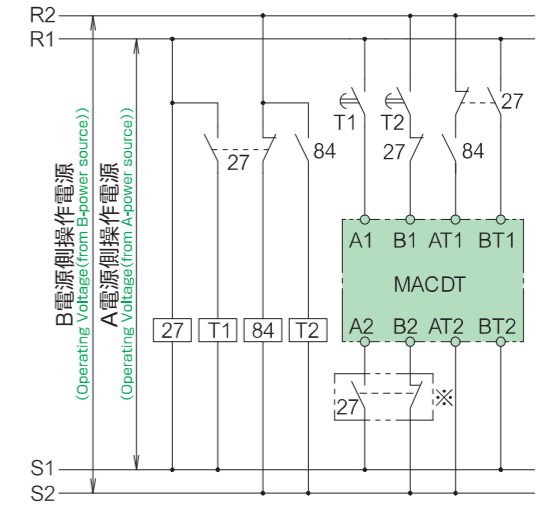 R2
R1
T1
T2
27
27
84
27
84
B電源側操作電源
(Operating Voltage(from B-power source))
A電源側操作電源
(Operating Voltage(from A-power source))
A1 B1 AT1 BT1
MACDT
A2 B2 AT2 BT2
27 T1 84 T2
27
※
S1
S2